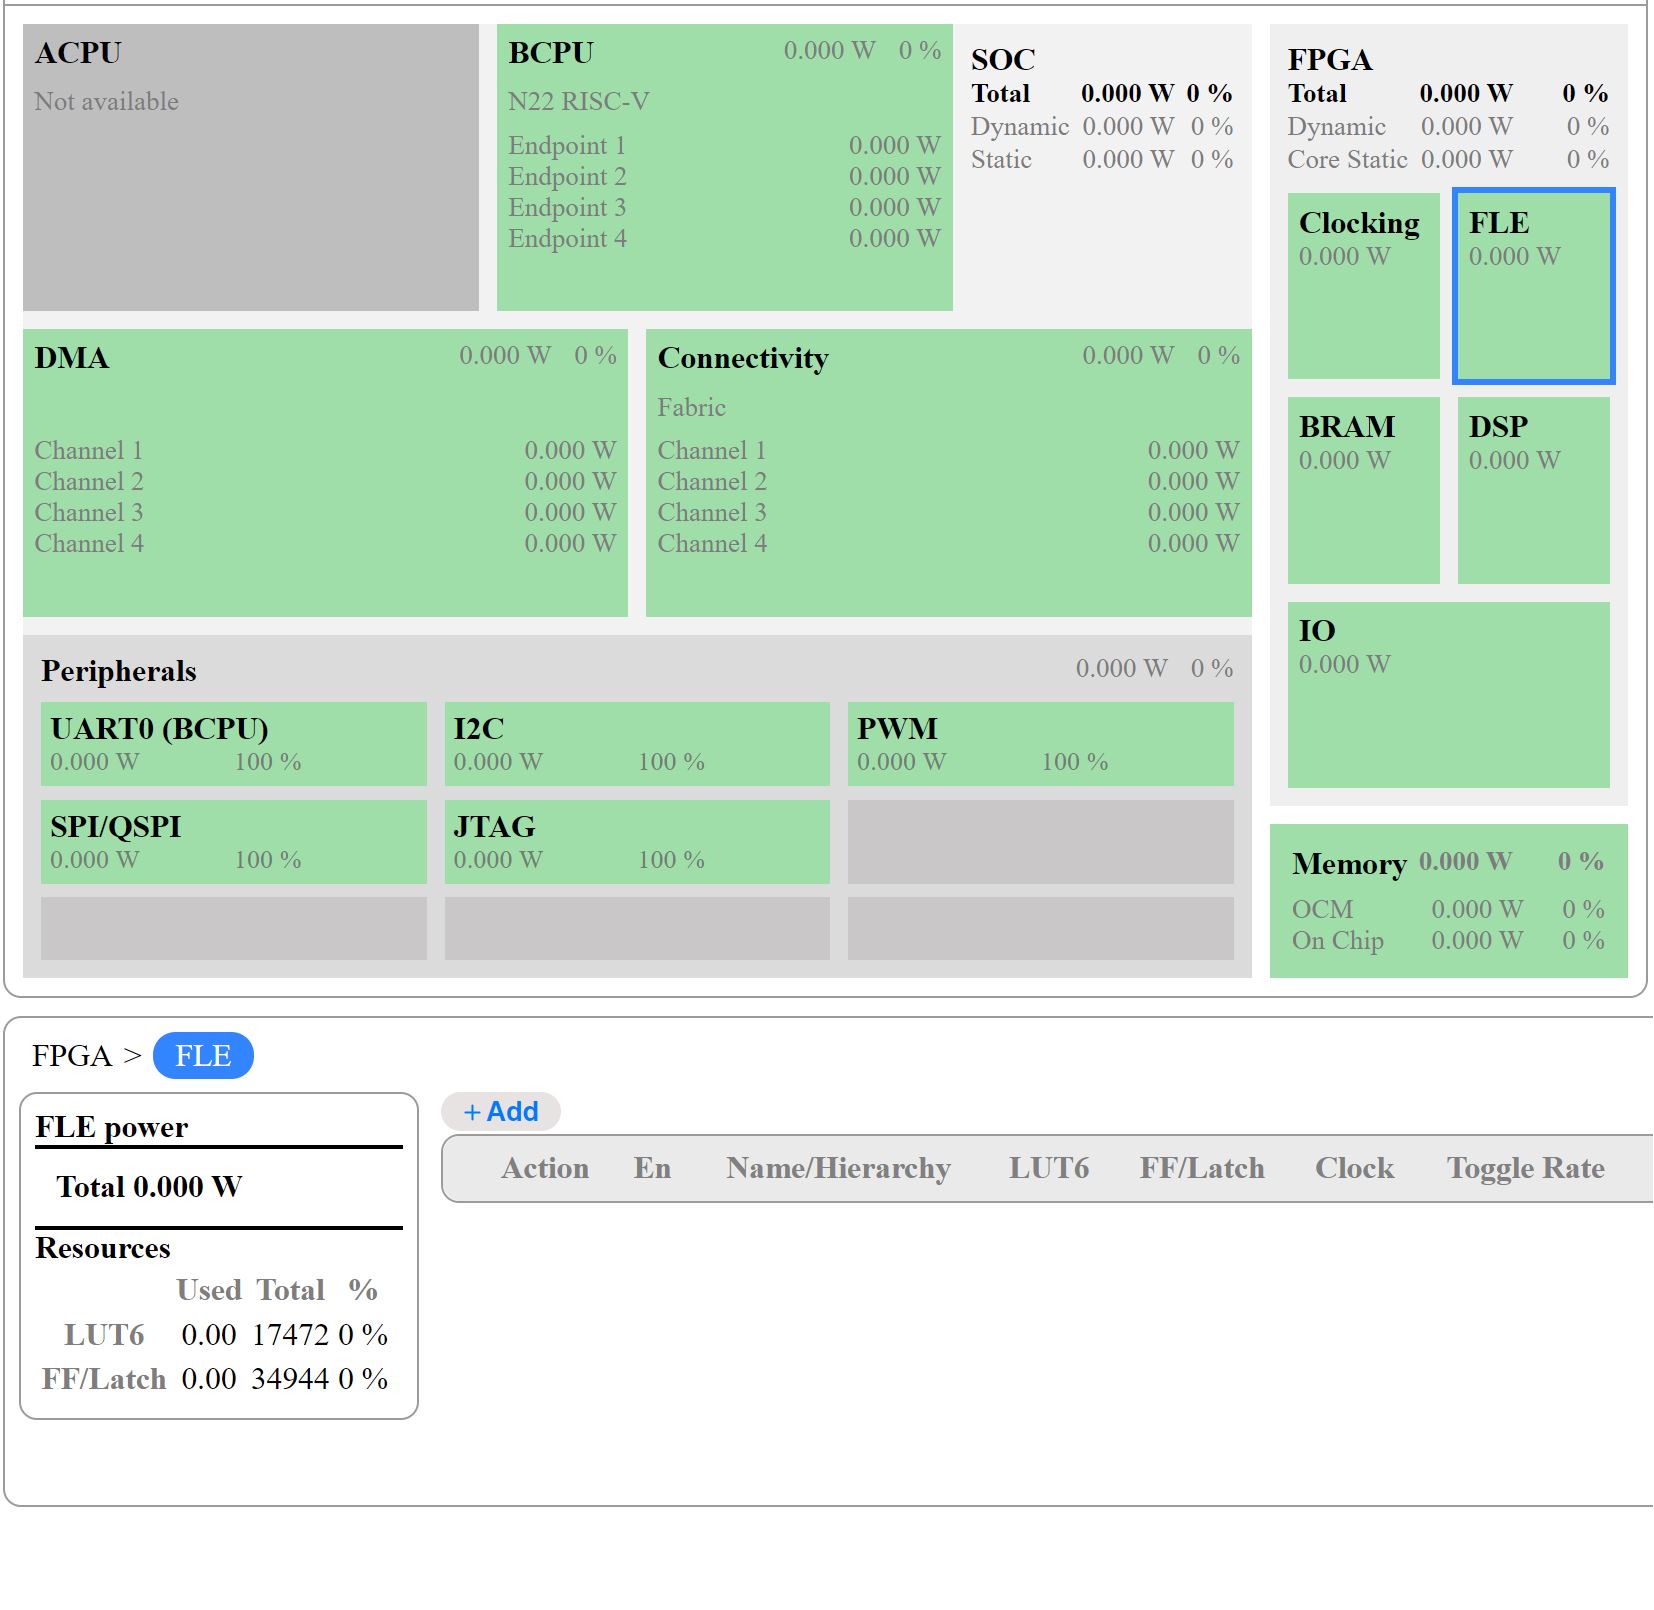 ACPU
Not available
BCPU 0.000 W 0 %
N22 RISC-V
Endpoint 1 0.000 W
Endpoint 2 0.000 W
Endpoint 3 0.000 W
Endpoint 4 0.000 W
SOC
Total 0.000 W 0 %
Dynamic 0.000 W 0 %
Static 0.000 W 0 %
FPGA
Total 0.000 W 0 %
Dynamic 0.000 W 0 %
Core Static 0.000 W 0 %
Clocking
0.000 W
FLE
0.000 W
BRAM
0.000 W
DSP
0.000 W
IO
0.000 W
DMA 0.000 W 0 %
Channel 1 0.000 W
Channel 2 0.000 W
Channel 3 0.000 W
Channel 4 0.000 W
Connectivity 0.000 W 0 %
Fabric
Channel 1 0.000 W
Channel 2 0.000 W
Channel 3 0.000 W
Channel 4 0.000 W
Peripherals 0.000 W 0 %
UART0 (BCPU)
0.000 W 100 %
I2C
0.000 W 100 %
PWM
0.000 W 100 %
SPI/QSPI
0.000 W 100 %
JTAG
0.000 W 100 %
Memory 0.000 W 0 %
OCM 0.000 W 0 %
On Chip 0.000 W 0 %
FPGA > FLE
FLE power
Total 0.000 W
Resources
Used Total %
LUT6 0.00 17472 0 %
FF/Latch 0.00 34944 0 %
+ Add
Action En Name/Hierarchy LUT6 FF/Latch Clock Toggle Rate